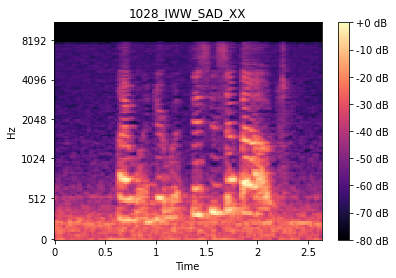 1028_IWW_SAD_XX
+0 dB
8192
-10 dB
4096
-20 dB
-30 dB
2048
Hz
-40 dB
1024
-50 dB
512
-60 dB
-70 dB
0
-80 dB
0
0.5
1
1.5
2
2.5
Time